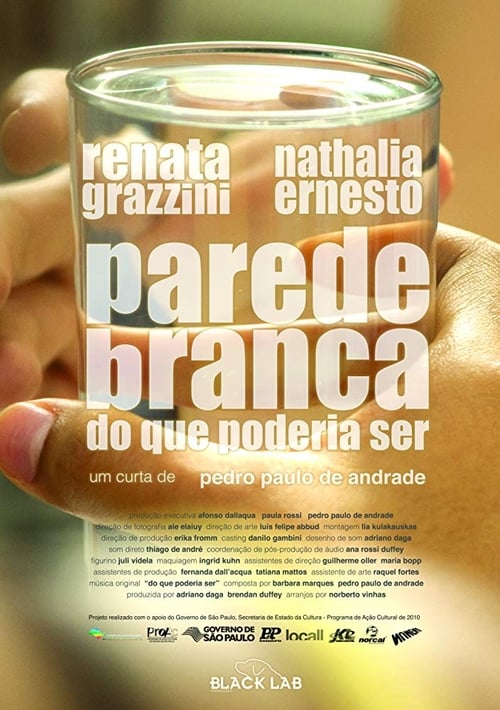 renata nathalia
grazzini ernesto
parede
branca
do que poderia ser
um curta de pedro paulo de andrade
produção executiva afonso dallaqua paula rossi pedro paulo de andrade
direção de fotografia ale elaiuy direção de arte luis felipe abbud montagem lia kulakauskas
direção de produção erika fromm casting danilo gambini desenho de som adriano daga
som direto thiago de andré coordenação de pós-produção de áudio ana rossi duffey
figurino juli videla maquiagem ingrid kuhn assistentes de direção guilherme oller maria bopp
assistentes de produção fernanda dall'acqua tatiana mattos assistente de arte raquel fortes
música original "do que poderia ser" composta por barbara marques pedro paulo de andrade
produzida por adriano daga brendan duffey arranjos por norberto vinhas
Projeto realizado com o apoio do Governo de São Paulo, Secretaria de Estado da Cultura - Programa de Ação Cultural de 2010
GOVERNO DE
SÃO PAULO locall norcal
BLACK LAB